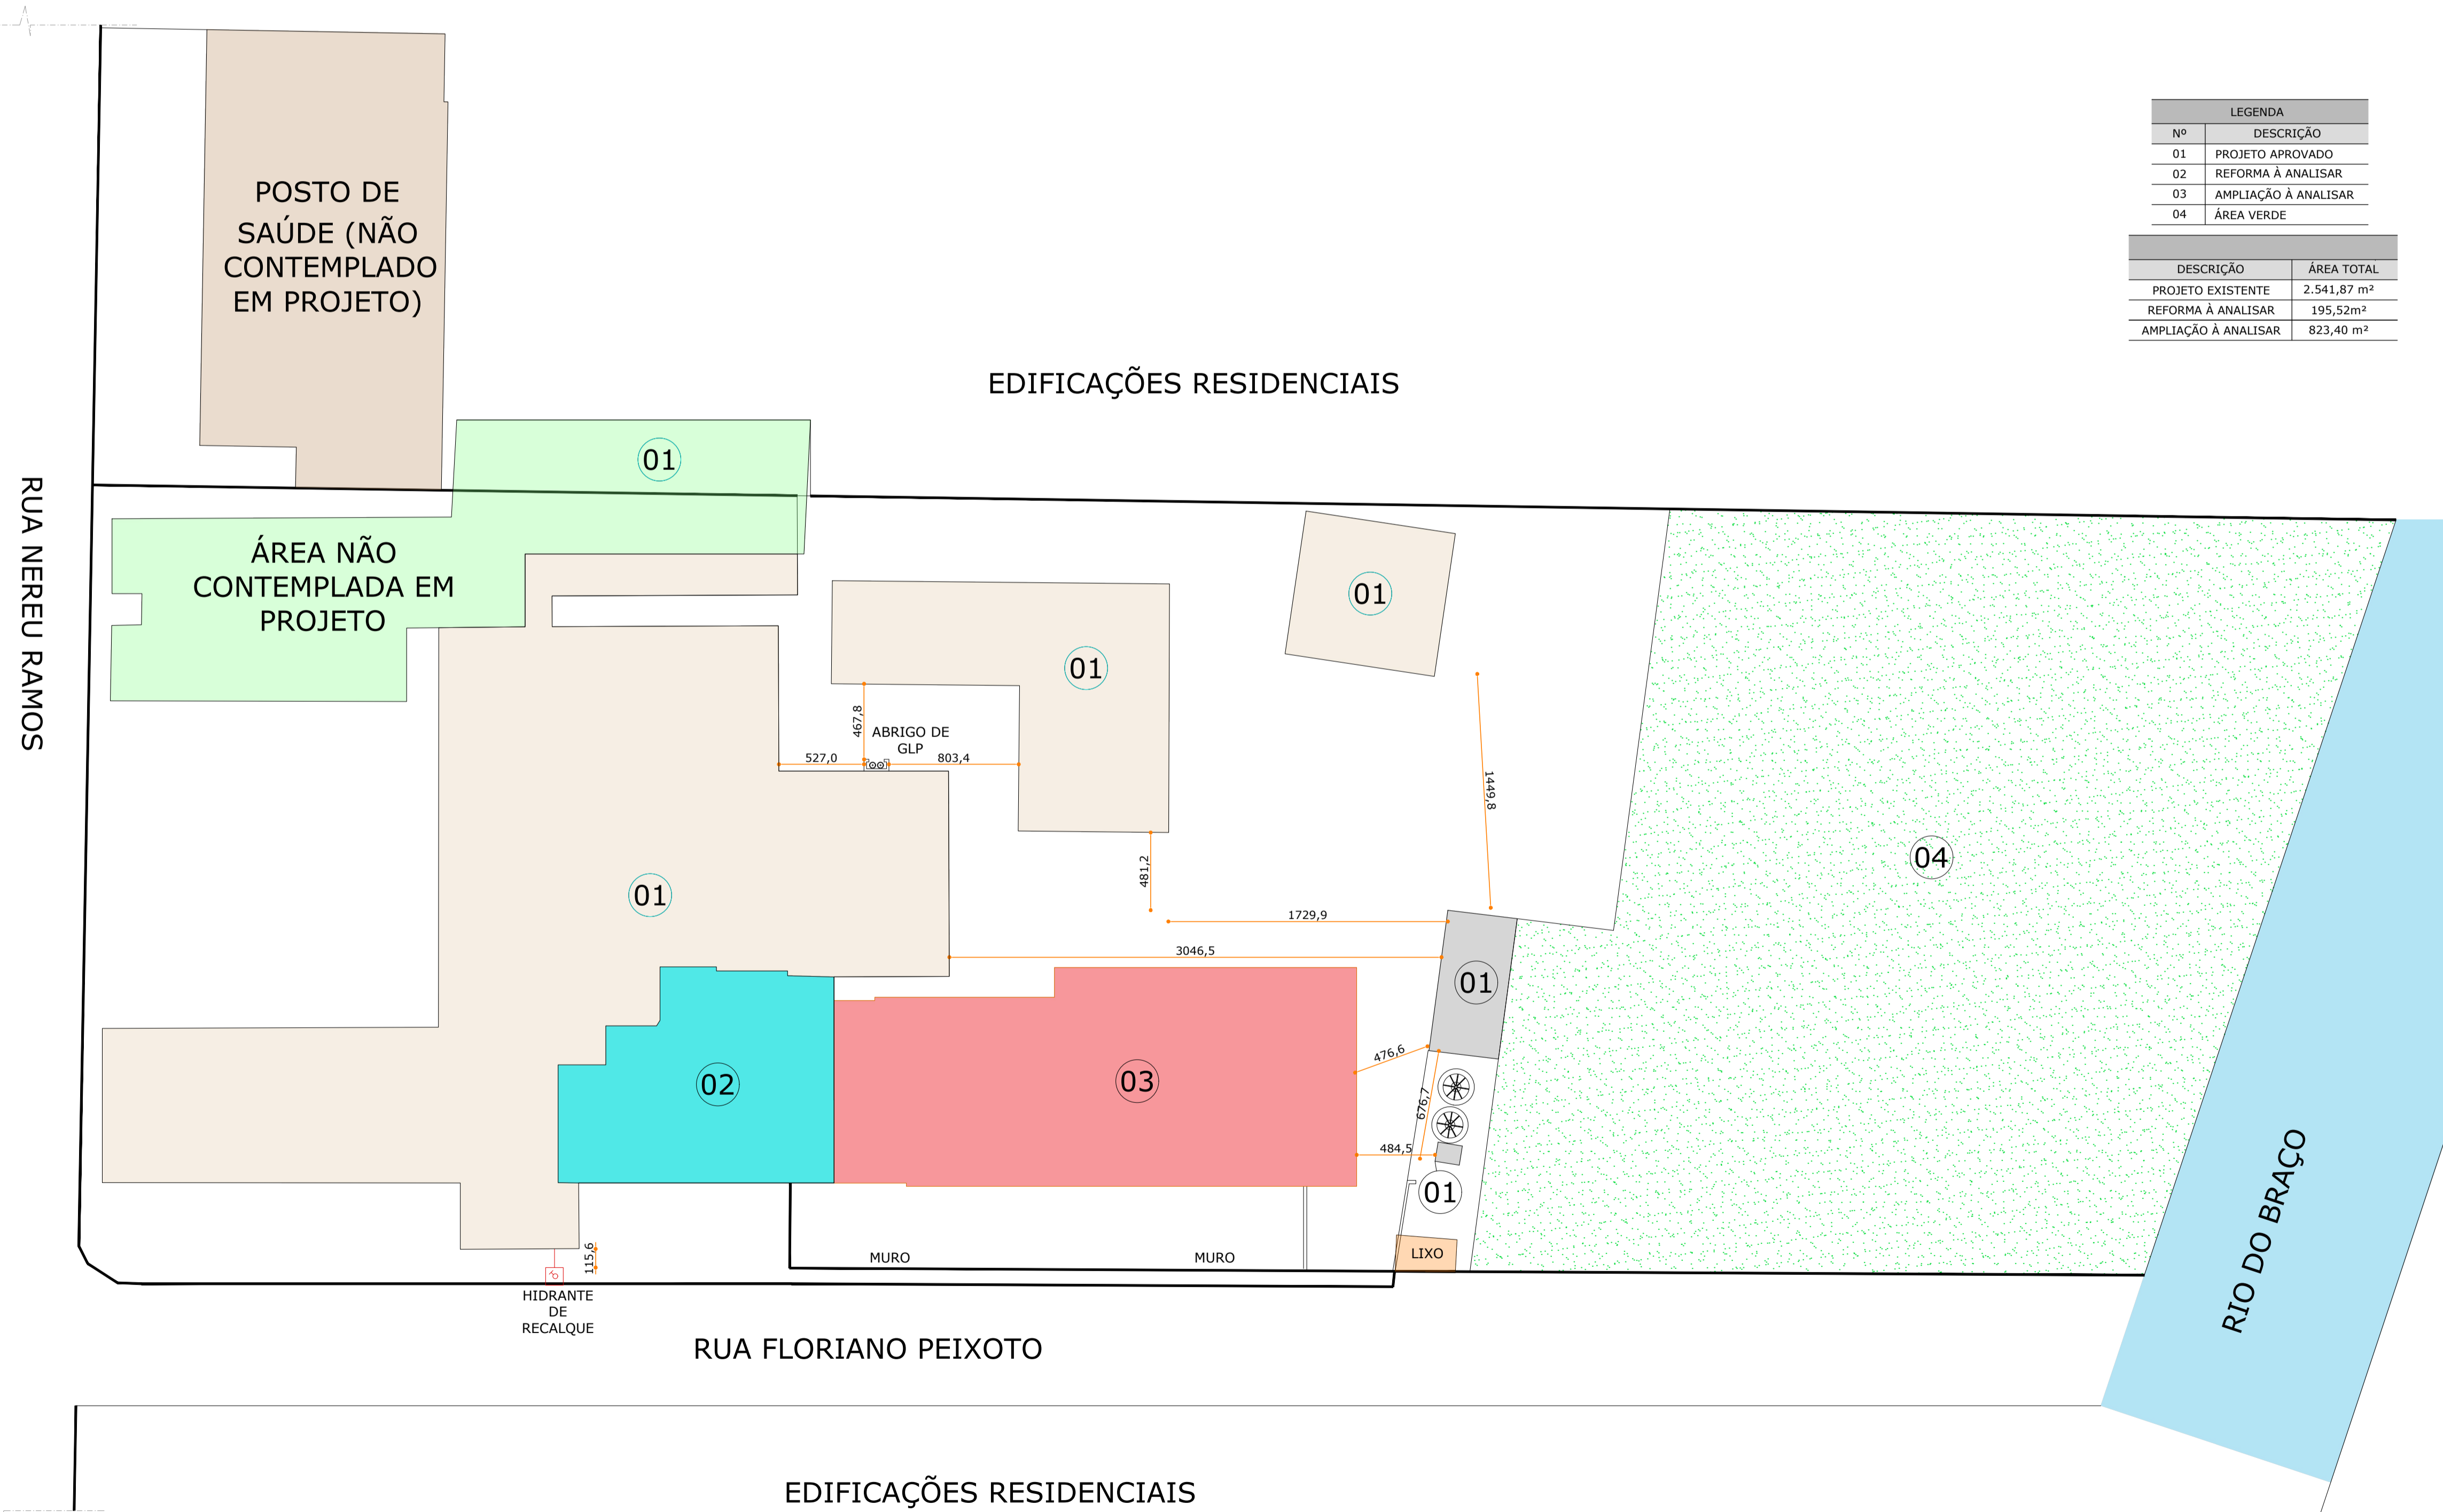 LEGENDA
Nº DESCRIÇÃO
01 PROJETO APROVADO
02 REFORMA À ANALISAR
03 AMPLIAÇÃO À ANALISAR
04 ÁREA VERDE
DESCRIÇÃO ÁREA TOTAL
PROJETO EXISTENTE 2.541,87 m²
REFORMA À ANALISAR 195,52m²
AMPLIAÇÃO À ANALISAR 823,40 m²
POSTO DE
SAÚDE (NÃO
CONTEMPLADO
EM PROJETO)
EDIFICAÇÕES RESIDENCIAIS
01
RUA NEREU RAMOS
ÁREA NÃO
CONTEMPLADA EM
PROJETO
01
01
467,8
ABRIGO DE
GLP
527,0
803,4
1449,8
04
481,2
01
1729,9
3046,5
01
476,6
02
03
676,7
484,5
01
RIO DO BRAÇO
115,6
MURO
MURO
LIXO
HIDRANTE
DE
RECALQUE
RUA FLORIANO PEIXOTO
EDIFICAÇÕES RESIDENCIAIS